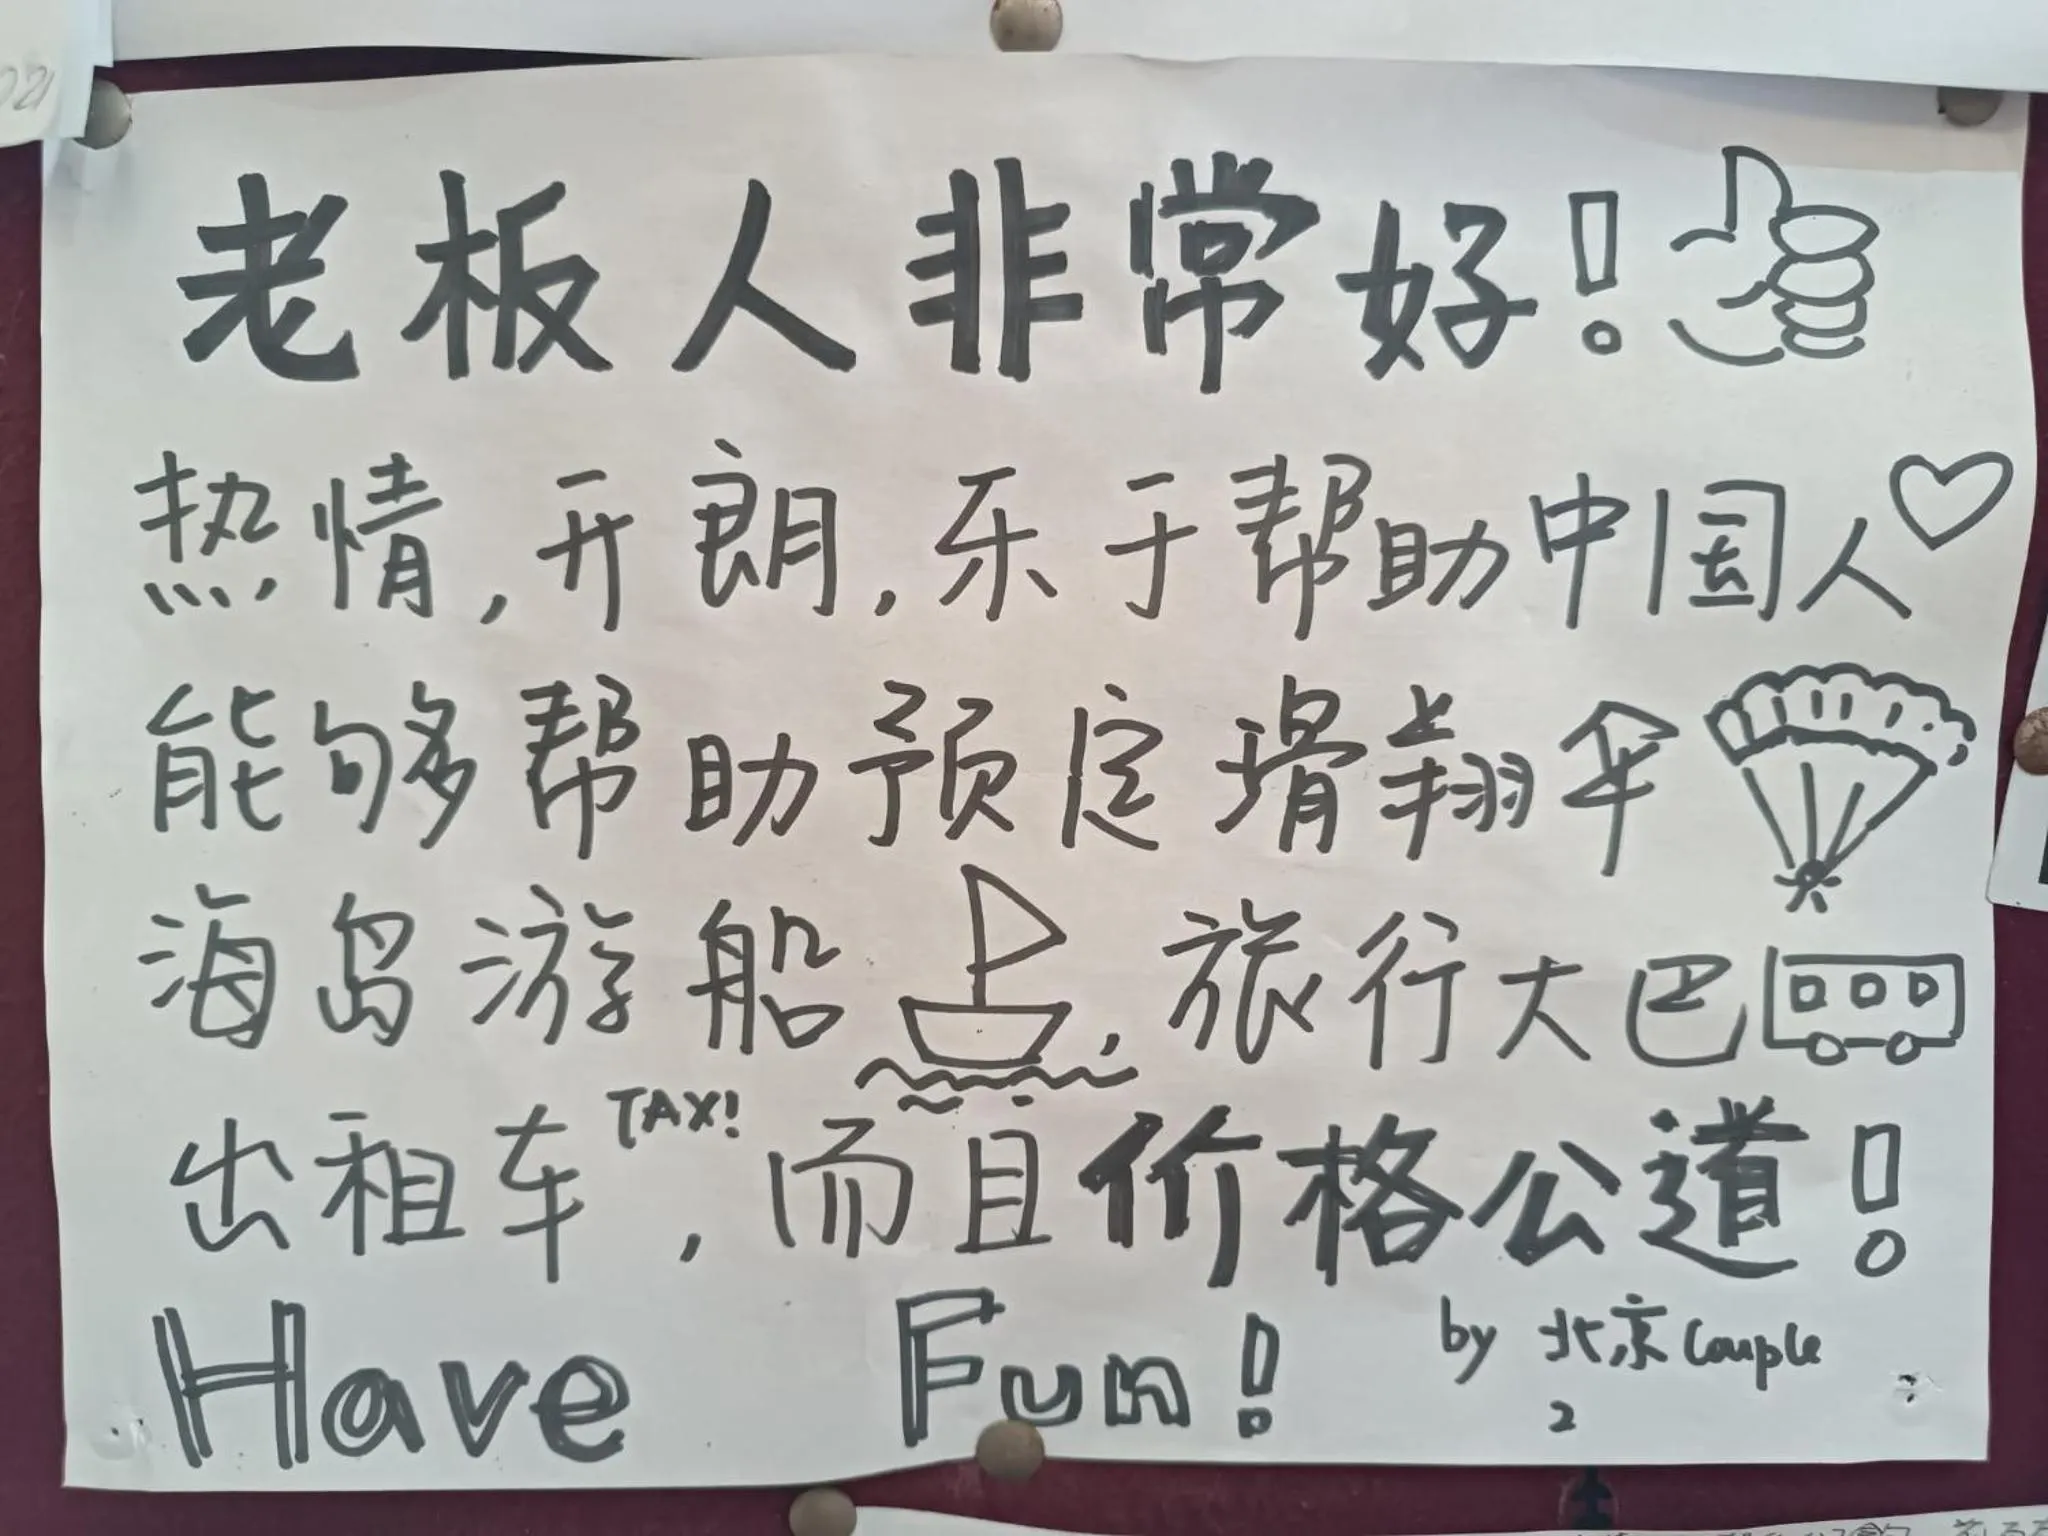 老板人非常好！
热情，开朗，乐于帮助中国人
能够帮助预定滑翔伞
海岛游船，旅行大巴
出租车TAXI，而且价格公道！
Have Fun！ by 北京couple
2